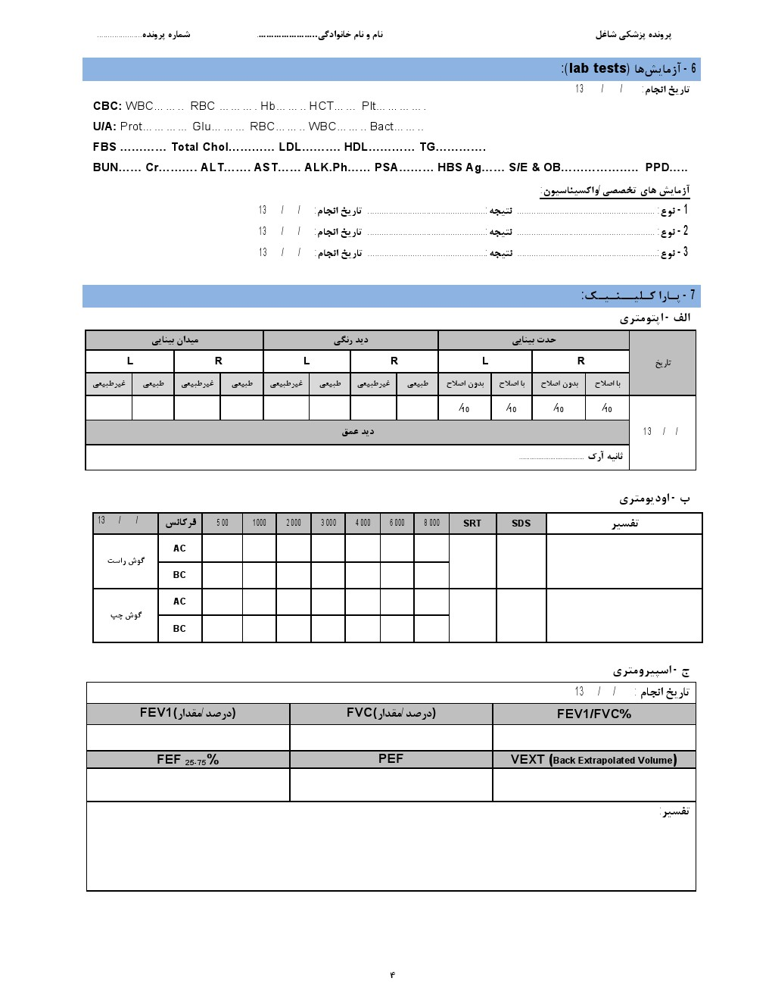 پرونده پزشکی شاغل نام و نام خانوادگی...................... شماره پرونده......................
6 - آزمایش‌ها (lab tests):
تاریخ انجام: / / 13
CBC: WBC…….. RBC ………. Hb…….. HCT…… Plt………….
U/A: Prot………… Glu……… RBC…….. WBC…….. Bact……..
FBS ………… Total Chol………… LDL………. HDL………… TG………….
BUN…… Cr………. ALT……. AST…… ALK.Ph…… PSA……… HBS Ag…… S/E & OB……………….. PPD…..
آزمایش های تخصصی/واکسیناسیون:
1 - نوع: ............................................................ نتیجه: .................................................. تاریخ انجام: / / 13
2 - نوع: ............................................................ نتیجه: .................................................. تاریخ انجام: / / 13
3 - نوع: ............................................................ نتیجه: .................................................. تاریخ انجام: / / 13
7 - پــارا کــلیــــنــیــک:
الف - اپتومتری
تاریخ حدت بینایی دید رنگی میدان بینایی
R L R L R L
با اصلاح بدون اصلاح با اصلاح بدون اصلاح طبیعی غیرطبیعی طبیعی غیرطبیعی طبیعی غیرطبیعی طبیعی غیرطبیعی
/ / 13 ⁄10 ⁄10 ⁄10 ⁄10
دید عمق
ثانیه آرک ..................................
ب - اودیومتری
13 / / فرکانس 500 1000 2000 3000 4000 6000 8000 SRT SDS تفسیر
گوش راست AC
BC
گوش چپ AC
BC
ج - اسپیرومتری
تاریخ انجام : / / 13
FEV1(درصد/مقدار) FVC(درصد/مقدار) FEV1/FVC%
FEF 25-75% PEF VEXT (Back Extrapolated Volume)
تفسیر:
۴